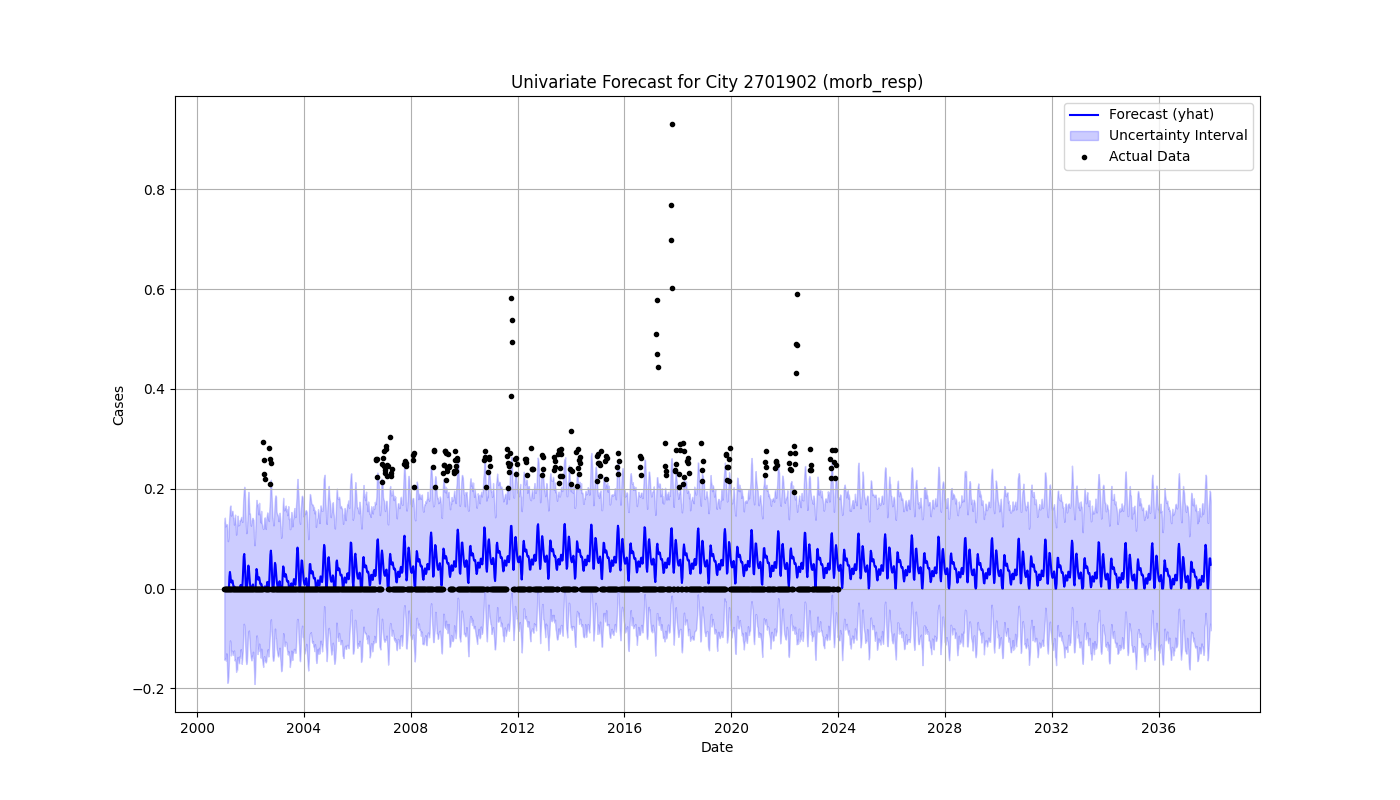 Univariate Forecast for City 2701902 (morb_resp)
Forecast (yhat)
Uncertainty Interval
Actual Data
Cases
0.8
0.6
0.4
0.2
0.0
−0.2
2000 2004 2008 2012 2016 2020 2024 2028 2032 2036
Date